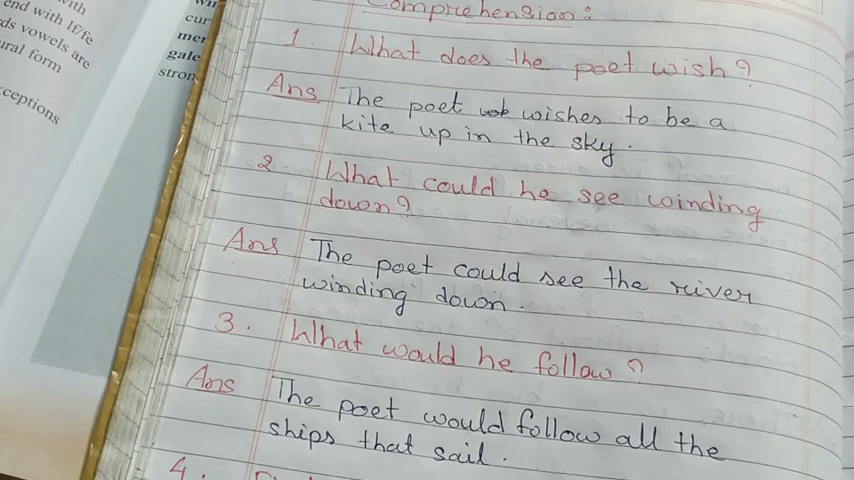 with
end with lf/fe
ds vowels are
ural form
ceptions
cur
mer
gale
stron
Comprehension:
1. What does the poet wish?
Ans The poet wishes to be a
kite up in the sky.
2. What could he see winding
down?
Ans The poet could see the river
winding down.
3. What would he follow?
Ans The poet would follow all the
ships that sail.
4.